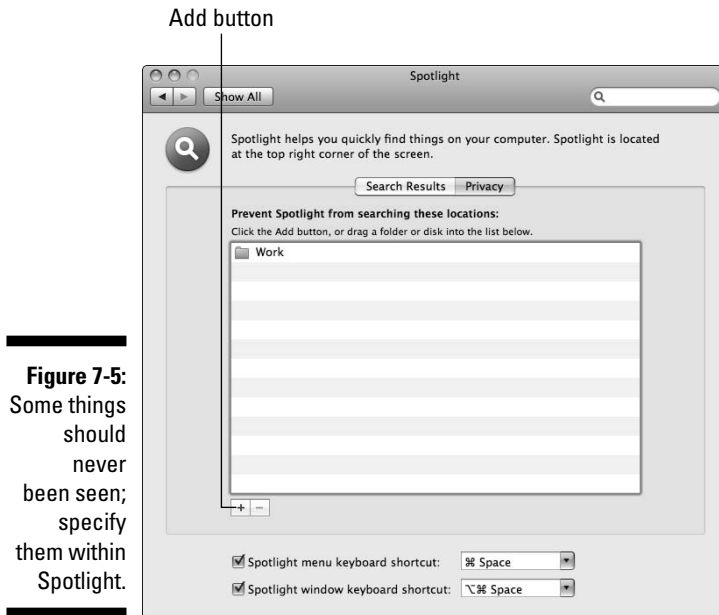 Add button
Spotlight
Show All
Spotlight helps you quickly find things on your computer. Spotlight is located
at the top right corner of the screen.
Search Results Privacy
Prevent Spotlight from searching these locations:
Click the Add button, or drag a folder or disk into the list below.
Work
+ −
Spotlight menu keyboard shortcut: ⌘ Space
Spotlight window keyboard shortcut: ⌥⌘ Space
Figure 7-5:
Some things
should
never
been seen;
specify
them within
Spotlight.